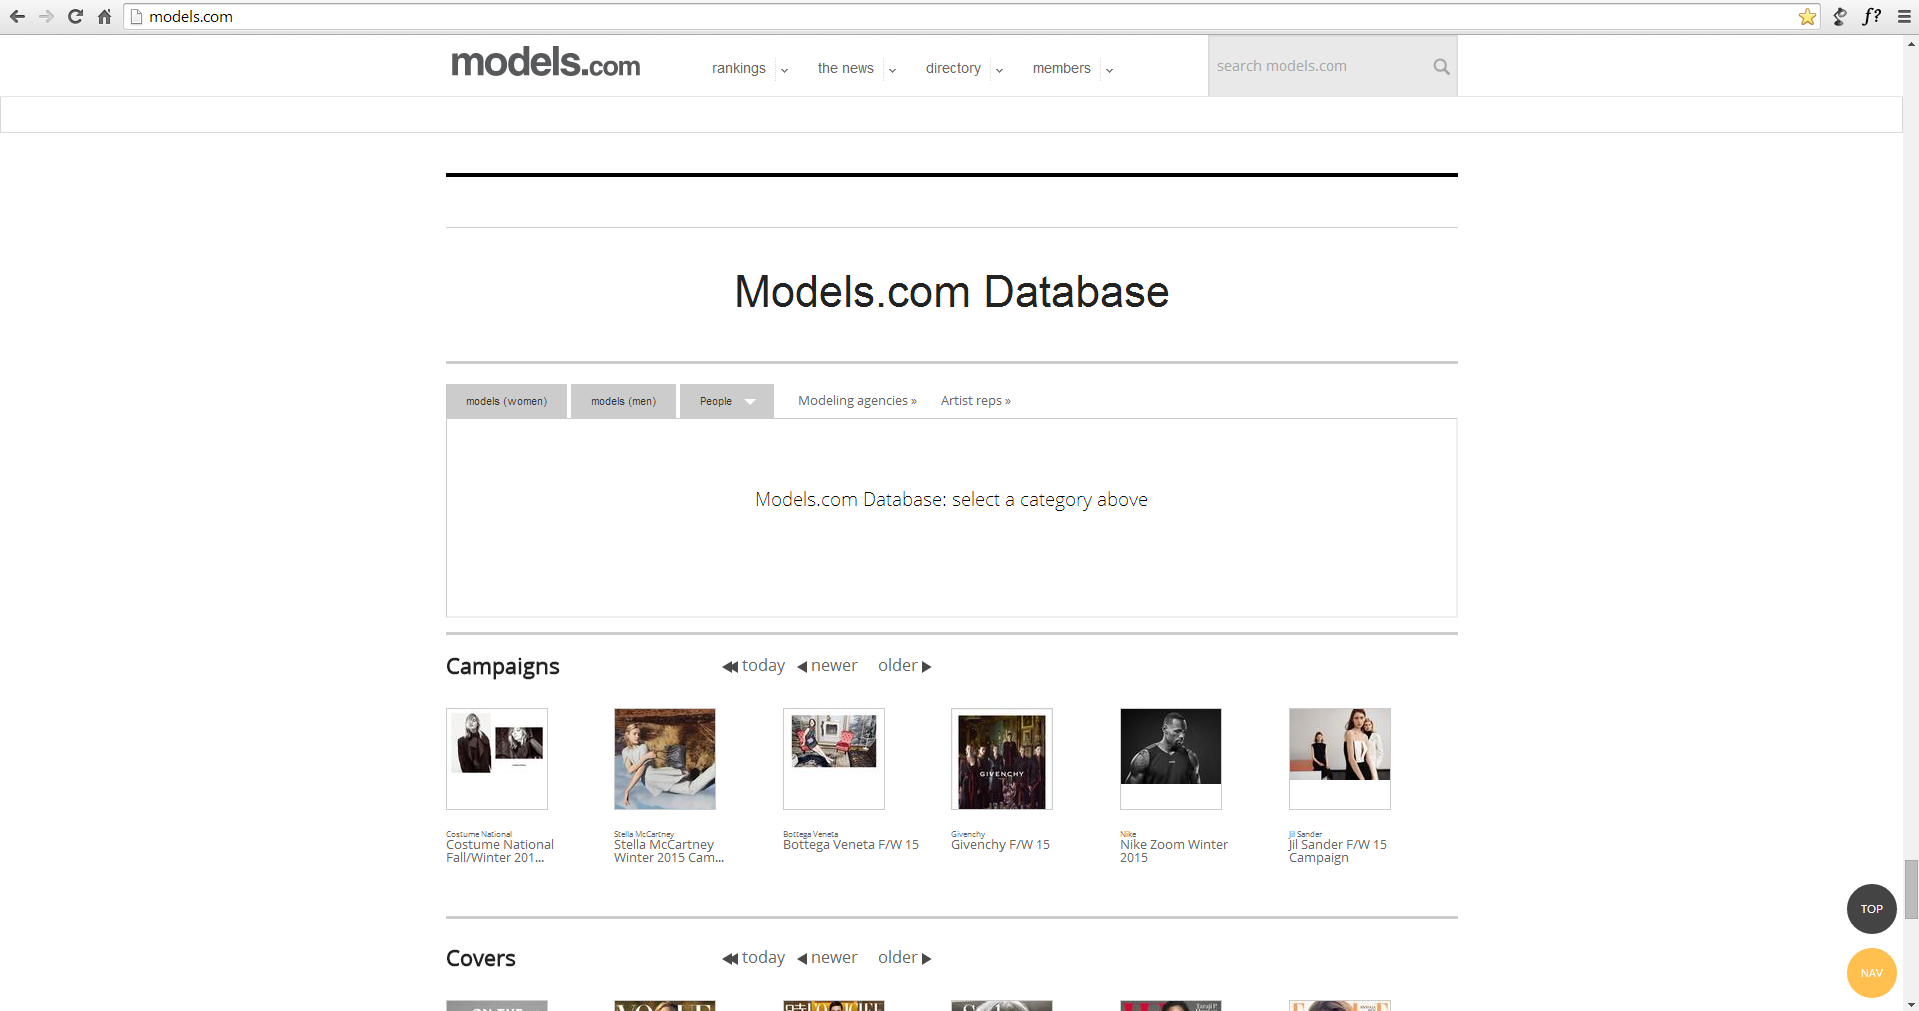 models.com
f?
models.com
rankings
the news
directory
members
search models.com
Models.com Database
models (women)
models (men)
People
Modeling agencies »
Artist reps »
Models.com Database: select a category above
Campaigns
today
newer
older
GIVENCHY
Costume National
Costume National
Fall/Winter 201...
Stella McCartney
Stella McCartney
Winter 2015 Cam...
Bottega Veneta
Bottega Veneta F/W 15
Givenchy
Givenchy F/W 15
Nike
Nike Zoom Winter
2015
Jil Sander
Jil Sander F/W 15
Campaign
TOP
Covers
today
newer
older
NAV
ON THE
VOGUE